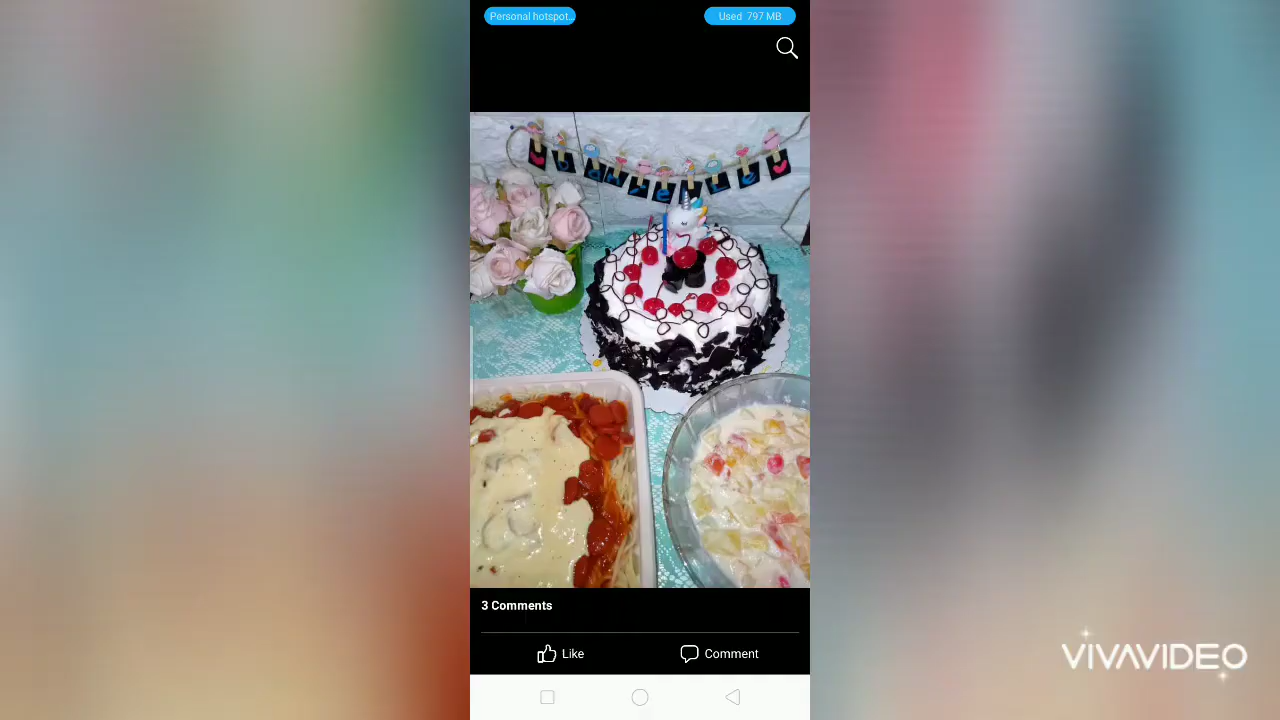 Personal hotspot...
Used 797 MB
3 Comments
Like
Comment
VIVAVIDEO